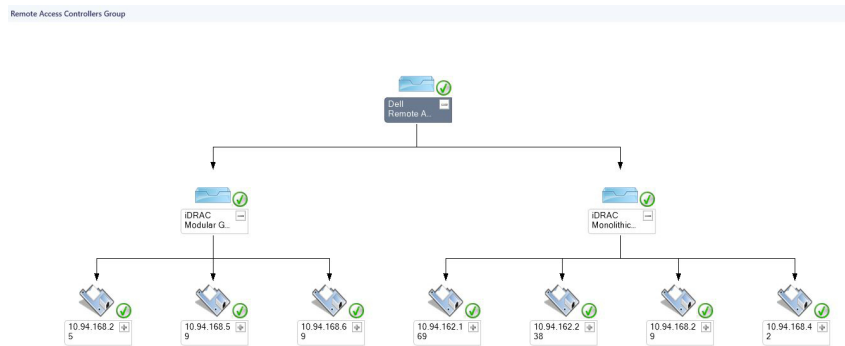 Remote Access Controllers Group
Dell
Remote A..
iDRAC
Modular G..
iDRAC
Monolithic..
10.94.168.2
5
10.94.168.5
9
10.94.168.6
9
10.94.162.1
69
10.94.162.2
38
10.94.168.2
9
10.94.168.4
2